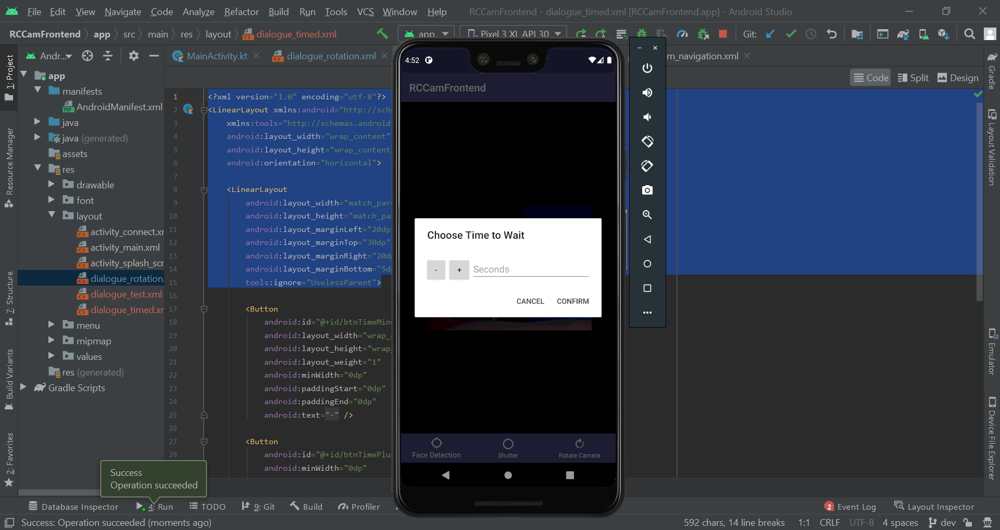 File Edit View Navigate Code Analyze Refactor Build Run Tools VCS Window Help RCCamFrontend - dialogue_timed.xml [RCCamFrontend.app] - Android Studio
RCCamFrontend app src main res layout dialogue_timed.xml app Pixel 3 XL API 30 Git:
Andr... MainActivity.kt dialogue_rotation.xml m_navigation.xml
Code Split Design
1: Project
Resource Manager
7: Structure
Build Variants
2: Favorites
app
manifests
AndroidManifest.xml
java
java (generated)
assets
res
drawable
font
layout
activity_connect.xr
activity_main.xml
activity_splash_scr
dialogue_rotation.
dialogue_test.xml
dialogue_timed.xr
menu
mipmap
values
res (generated)
Gradle Scripts
1 <?xml version="1.0" encoding="utf-8"?>
2 <LinearLayout xmlns:android="http://sch
3 xmlns:tools="http://schemas.android
4 android:layout_width="wrap_content"
5 android:layout_height="wrap_content
6 android:orientation="horizontal">
7
8 <LinearLayout
9 android:layout_width="match_par
10 android:layout_height="match_pa
11 android:layout_marginLeft="20dp
12 android:layout_marginTop="30dp"
13 android:layout_marginRight="20d
14 android:layout_marginBottom="5d
15 tools:ignore="UselessParent">
16
17 <Button
18 android:id="@+id/btnTimeMin
19 android:layout_width="wrap_
20 android:layout_height="wrap_
21 android:layout_weight="1"
22 android:minWidth="0dp"
23 android:paddingStart="0dp"
24 android:paddingEnd="0dp"
25 android:text="-" />
26
27 <Button
28 android:id="@+id/btnTimePlu
android:minWidth="0dp"
4:52
RCCamFrontend
Choose Time to Wait
- + Seconds
CANCEL CONFIRM
Face Detection Shutter Rotate Camera
Gradle
Layout Validation
Emulator
Device File Explorer
Success
Operation succeeded
Database Inspector 4: Run TODO 9: Git Build Profiler 2 Event Log Layout Inspector
Success: Operation succeeded (moments ago) 592 chars, 14 line breaks 1:1 CRLF UTF-8 4 spaces dev